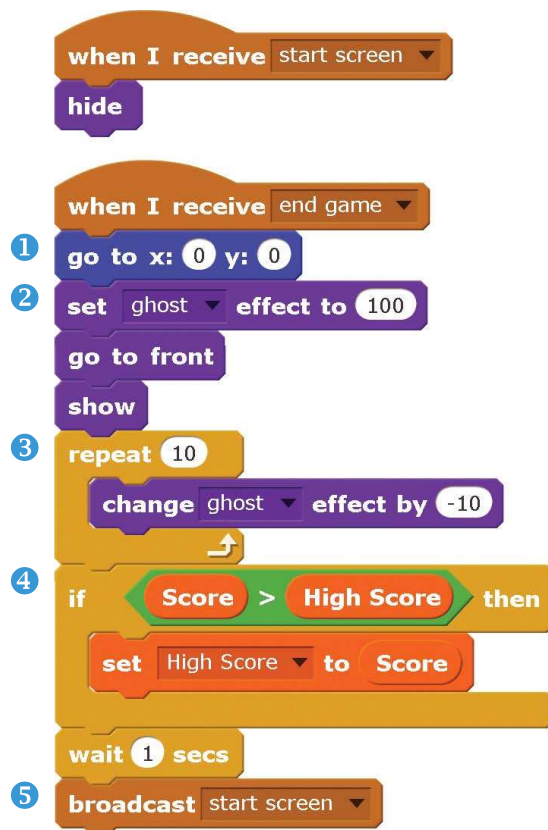 when I receive start screen
hide
when I receive end game
1 go to x: 0 y: 0
2 set ghost effect to 100
go to front
show
3 repeat 10
change ghost effect by -10
4 if Score > High Score then
set High Score to Score
wait 1 secs
5 broadcast start screen